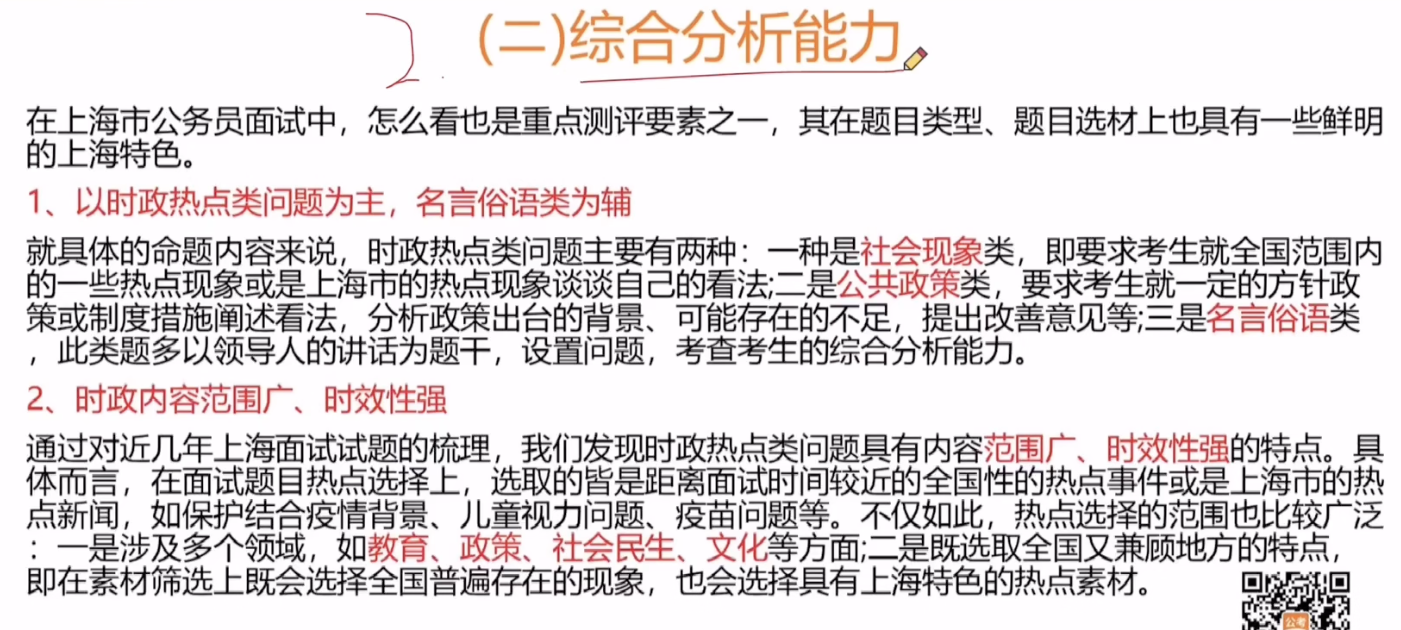 (二)综合分析能力
在上海市公务员面试中，怎么看也是重点测评要素之一，其在题目类型、题目选材上也具有一些鲜明
的上海特色。
1、以时政热点类问题为主，名言俗语类为辅
就具体的命题内容来说，时政热点类问题主要有两种：一种是社会现象类，即要求考生就全国范围内
的一些热点现象或是上海市的热点现象谈谈自己的看法;二是公共政策类，要求考生就一定的方针政
策或制度措施阐述看法，分析政策出台的背景、可能存在的不足，提出改善意见等;三是名言俗语类
，此类题多以领导人的讲话为题干，设置问题，考查考生的综合分析能力。
2、时政内容范围广、时效性强
通过对近几年上海面试试题的梳理，我们发现时政热点类问题具有内容范围广、时效性强的特点。具
体而言，在面试题目热点选择上，选取的皆是距离面试时间较近的全国性的热点事件或是上海市的热
点新闻，如保护结合疫情背景、儿童视力问题、疫苗问题等。不仅如此，热点选择的范围也比较广泛
：一是涉及多个领域，如教育、政策、社会民生、文化等方面;二是既选取全国又兼顾地方的特点，
即在素材筛选上既会选择全国普遍存在的现象，也会选择具有上海特色的热点素材。
公考